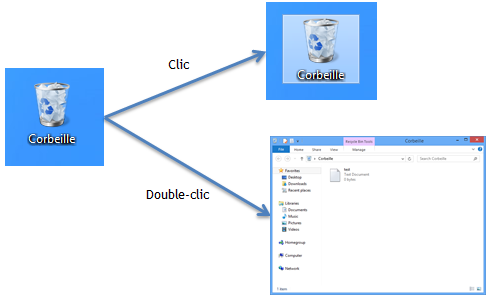 Corbeille
Clic
Corbeille
Double-clic
Recycle Bin Tools
Corbeille
File
Home
Share
View
Manage
Corbeille
Search Corbeille
Favorites
Desktop
Downloads
Recent places
Libraries
Documents
Music
Pictures
Videos
Homegroup
Computer
Network
test
Text Document
0 bytes
1 item